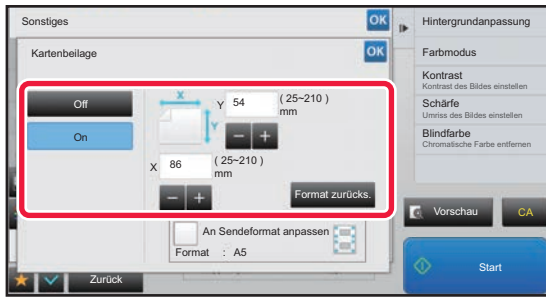 Sonstiges
OK
Kartenbeilage
OK
Off
On
X
Y 54 ( 25~210 )
mm
Y
X 86 ( 25~210 )
mm
Format zurücks.
An Sendeformat anpassen
Format : A5
Zurück
Hintergrundanpassung
Farbmodus
Kontrast
Kontrast des Bildes einstellen
Schärfe
Umriss des Bildes einstellen
Blindfarbe
Chromatische Farbe entfernen
Vorschau
CA
Start